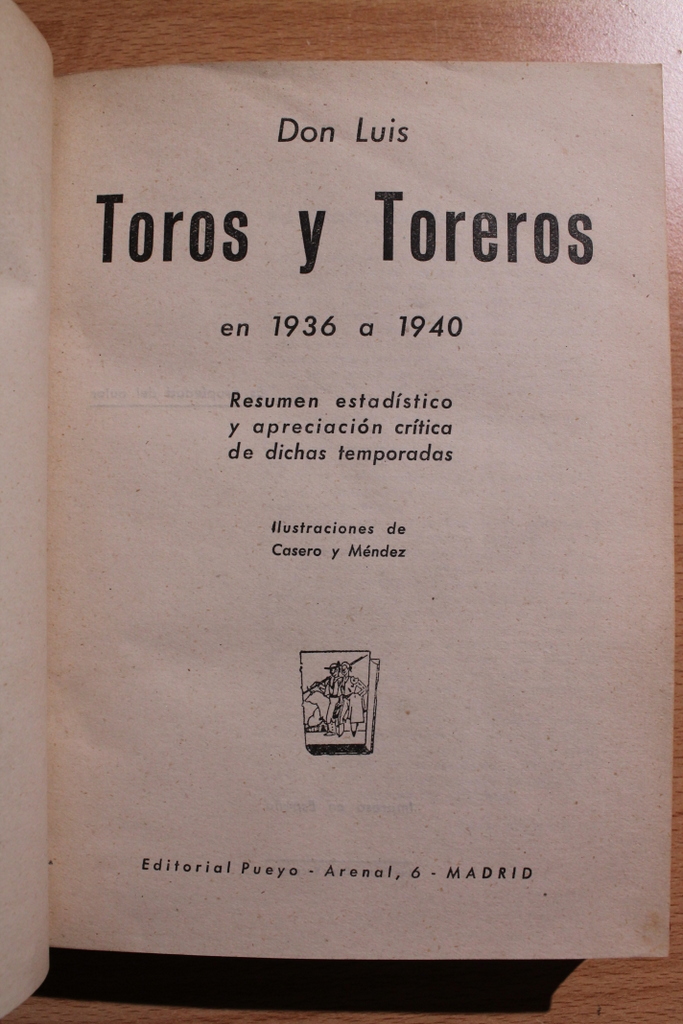 Don Luis
Toros y Toreros
en 1936 a 1940
Resumen estadístico
y apreciación crítica
de dichas temporadas
Ilustraciones de
Casero y Méndez
Editorial Pueyo - Arenal, 6 - MADRID